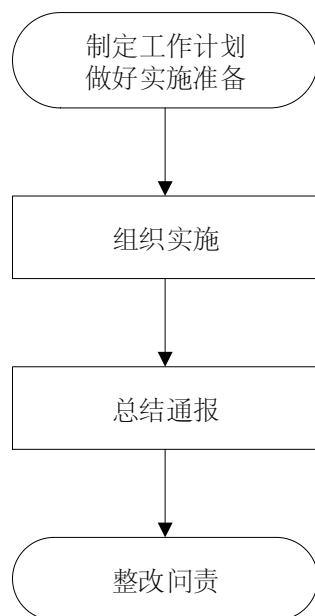 制定工作计划
做好实施准备
组织实施
总结通报
整改问责